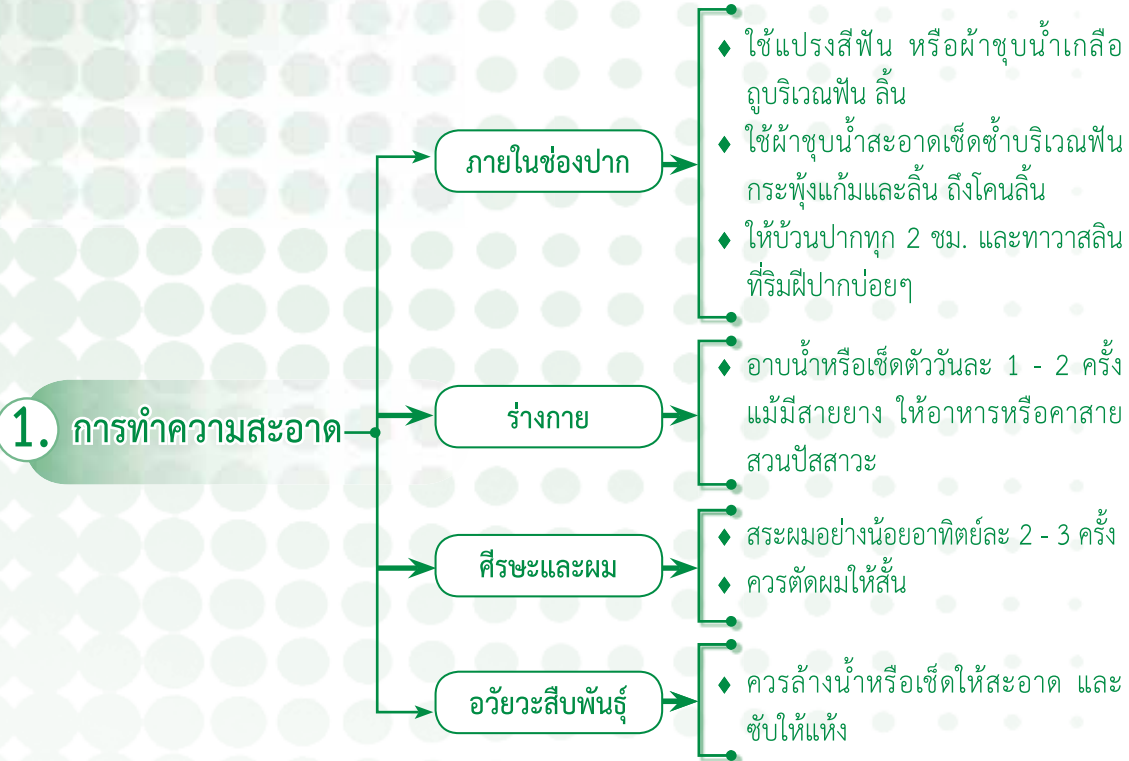 1. การทำความสะอาด
ภายในช่องปาก
♦ ใช้แปรงสีฟัน หรือผ้าชุบน้ำเกลือ
ถูบริเวณฟัน ลิ้น
♦ ใช้ผ้าชุบน้ำสะอาดเช็ดซ้ำบริเวณฟัน
กระพุ้งแก้มและลิ้น ถึงโคนลิ้น
♦ ให้บ้วนปากทุก 2 ชม. และทาวาสลิน
ที่ริมฝีปากบ่อยๆ
ร่างกาย
♦ อาบน้ำหรือเช็ดตัววันละ 1 - 2 ครั้ง
แม้มีสายยาง ให้อาหารหรือคาสาย
สวนปัสสาวะ
ศีรษะและผม
♦ สระผมอย่างน้อยอาทิตย์ละ 2 - 3 ครั้ง
♦ ควรตัดผมให้สั้น
อวัยวะสืบพันธุ์
♦ ควรล้างน้ำหรือเช็ดให้สะอาด และ
ซับให้แห้ง